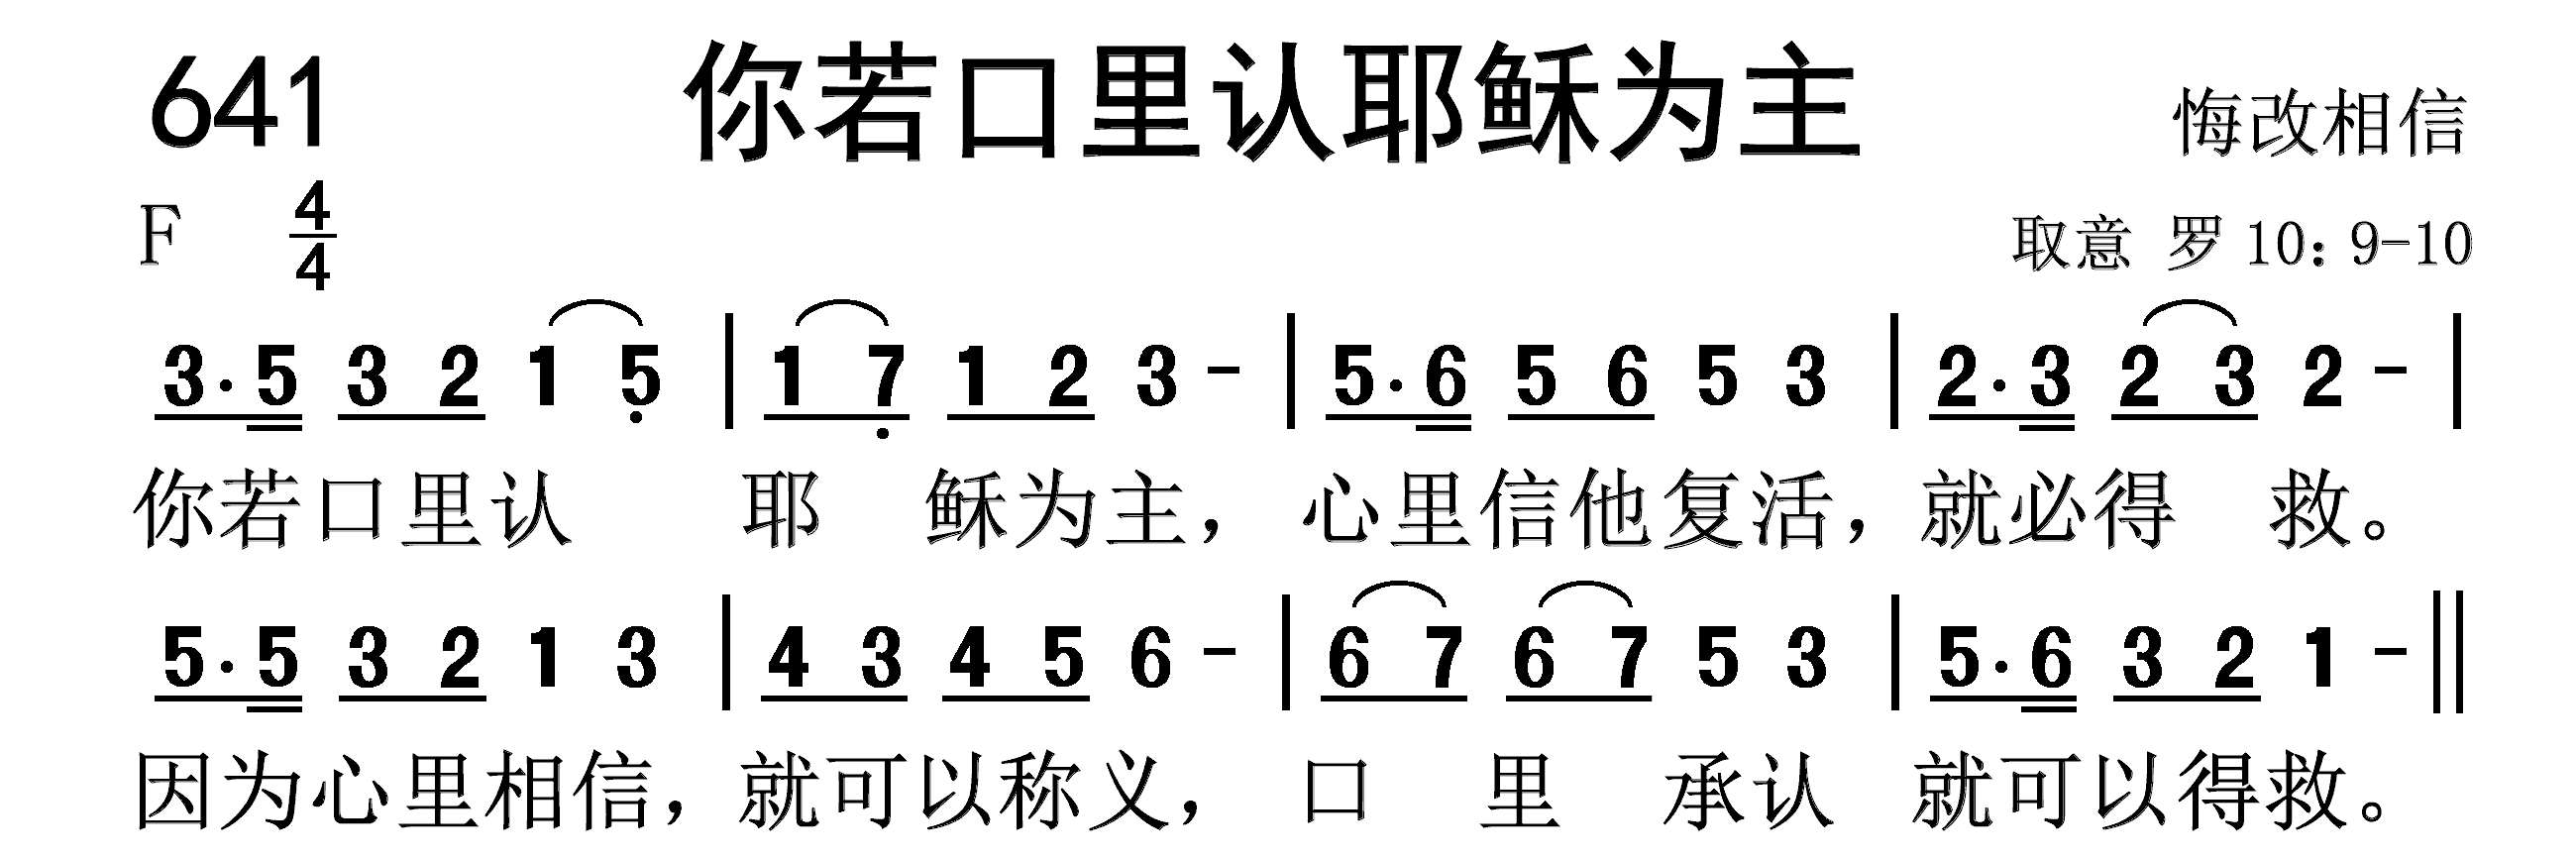 641 你若口里认耶稣为主 悔改相信
F 4/4 取意 罗 10：9-10
3·5 3 2 1 5 | 1 7 1 2 3 - | 5·6 5 6 5 3 | 2·3 2 3 2 - |
你若口里认 耶 稣为主，心里信他复活，就必得 救。
5·5 3 2 1 3 | 4 3 4 5 6 - | 6 7 6 7 5 3 | 5·6 3 2 1 - ||
因为心里相信，就可以称义， 口 里 承认 就可以得救。